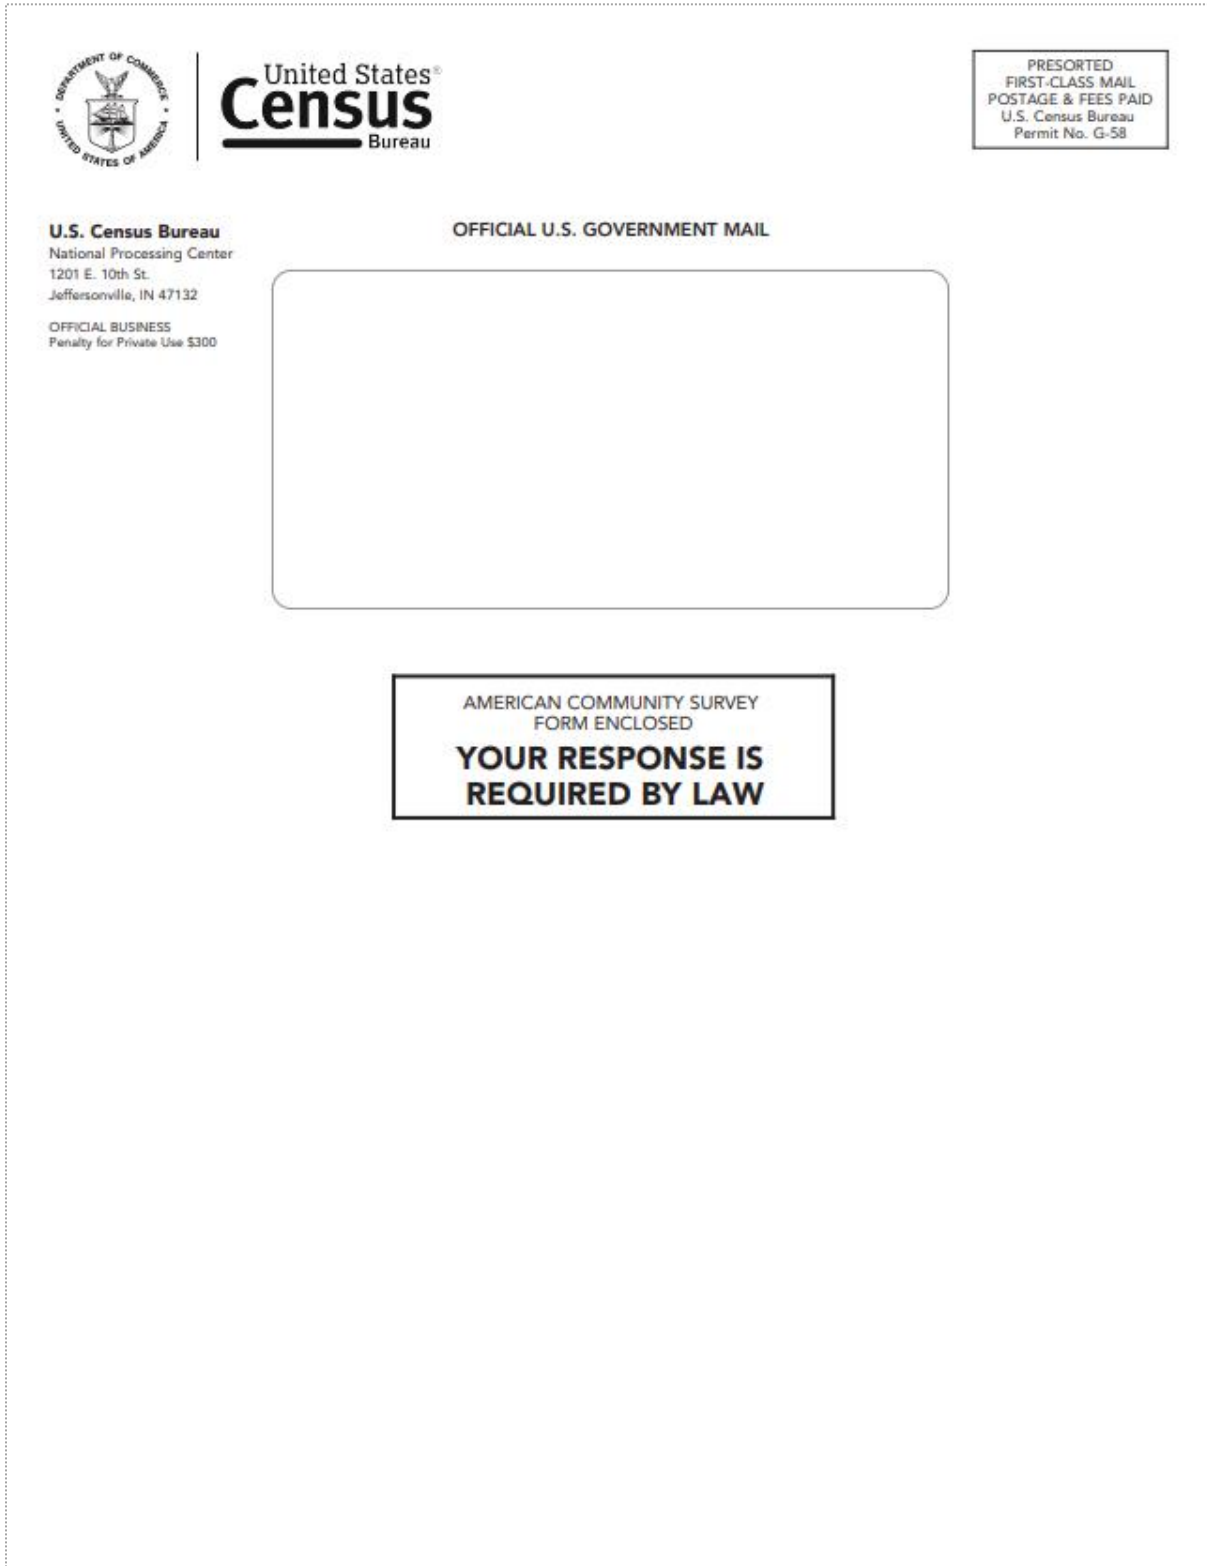 DEPARTMENT OF COMMERCE
UNITED STATES OF AMERICA
United States®
Census
Bureau
PRESORTED
FIRST-CLASS MAIL
POSTAGE & FEES PAID
U.S. Census Bureau
Permit No. G-58
U.S. Census Bureau
National Processing Center
1201 E. 10th St.
Jeffersonville, IN 47132
OFFICIAL BUSINESS
Penalty for Private Use $300
OFFICIAL U.S. GOVERNMENT MAIL
AMERICAN COMMUNITY SURVEY
FORM ENCLOSED
YOUR RESPONSE IS
REQUIRED BY LAW